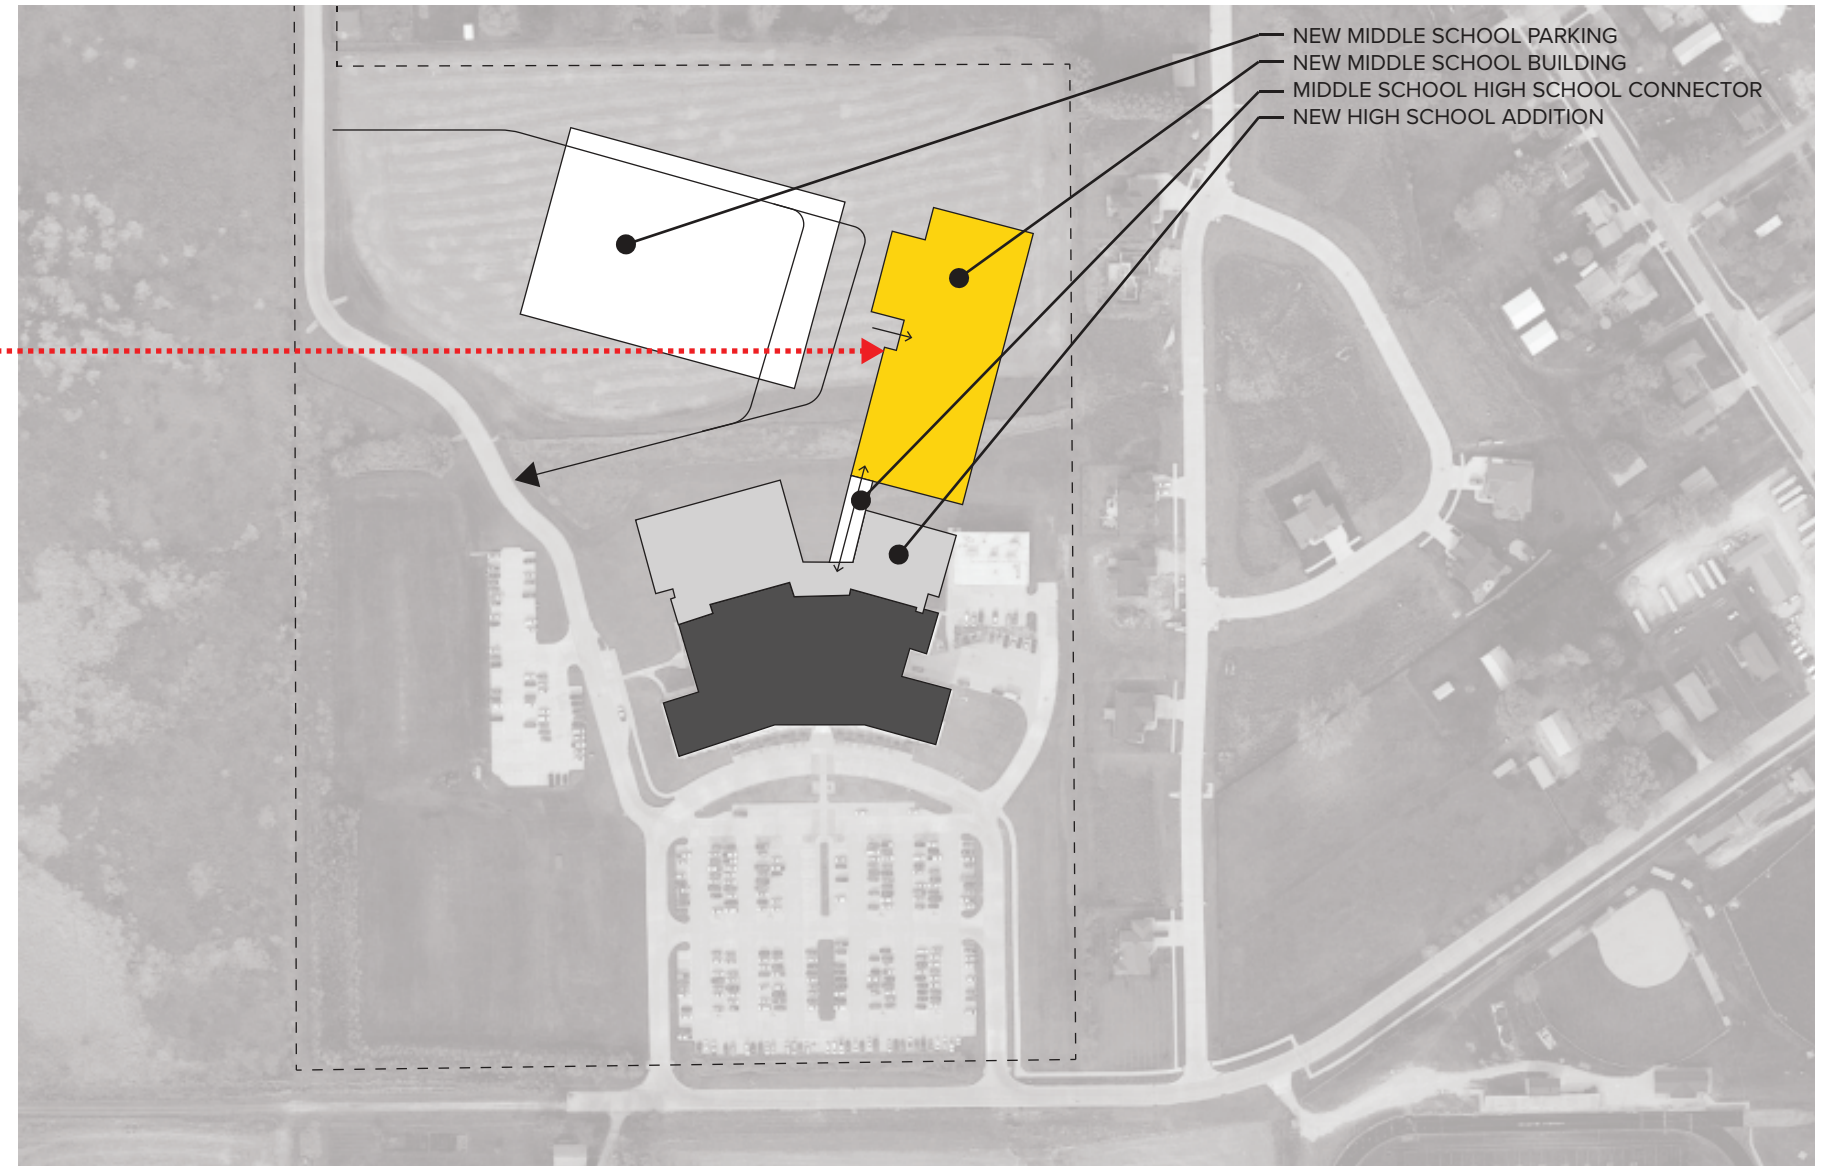 NEW MIDDLE SCHOOL PARKING
NEW MIDDLE SCHOOL BUILDING
MIDDLE SCHOOL HIGH SCHOOL CONNECTOR
NEW HIGH SCHOOL ADDITION